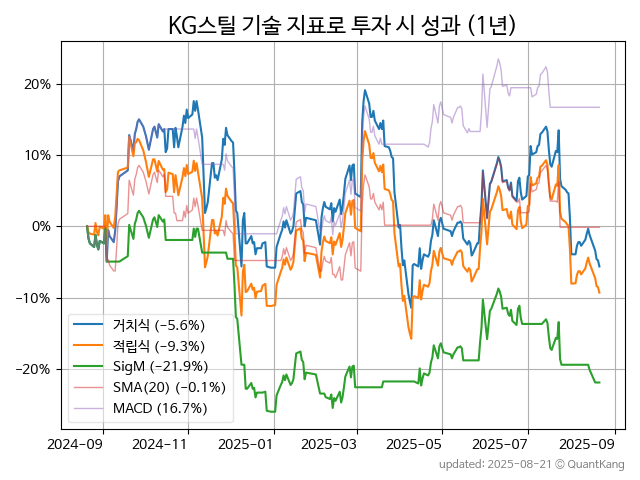 KG스틸 기술 지표로 투자 시 성과 (1년)
20%
10%
0%
−10%
−20%
거치식 (−5.6%)
적립식 (−9.3%)
SigM (−21.9%)
SMA(20) (−0.1%)
MACD (16.7%)
2024−09 2024−11 2025−01 2025−03 2025−05 2025−07 2025−09
updated: 2025−08−21 ⓒ QuantKang